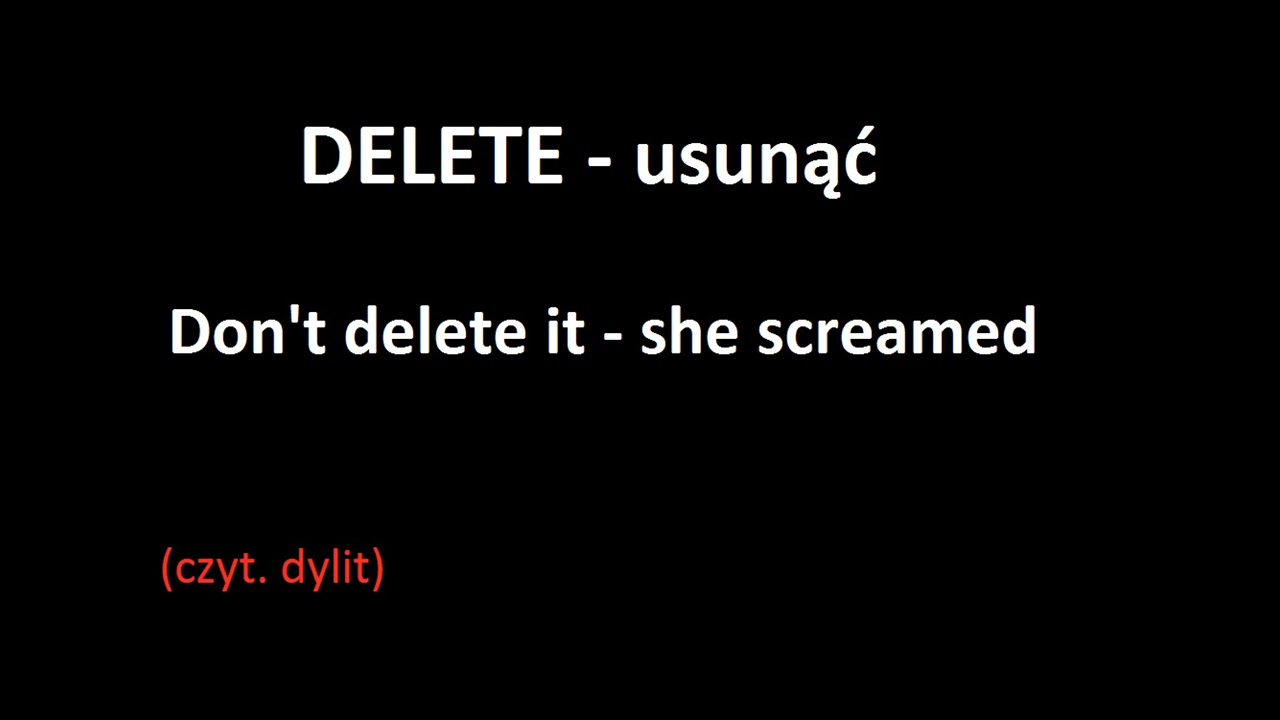 DELETE - usunąć
Don't delete it - she screamed
(czyt. dylit)